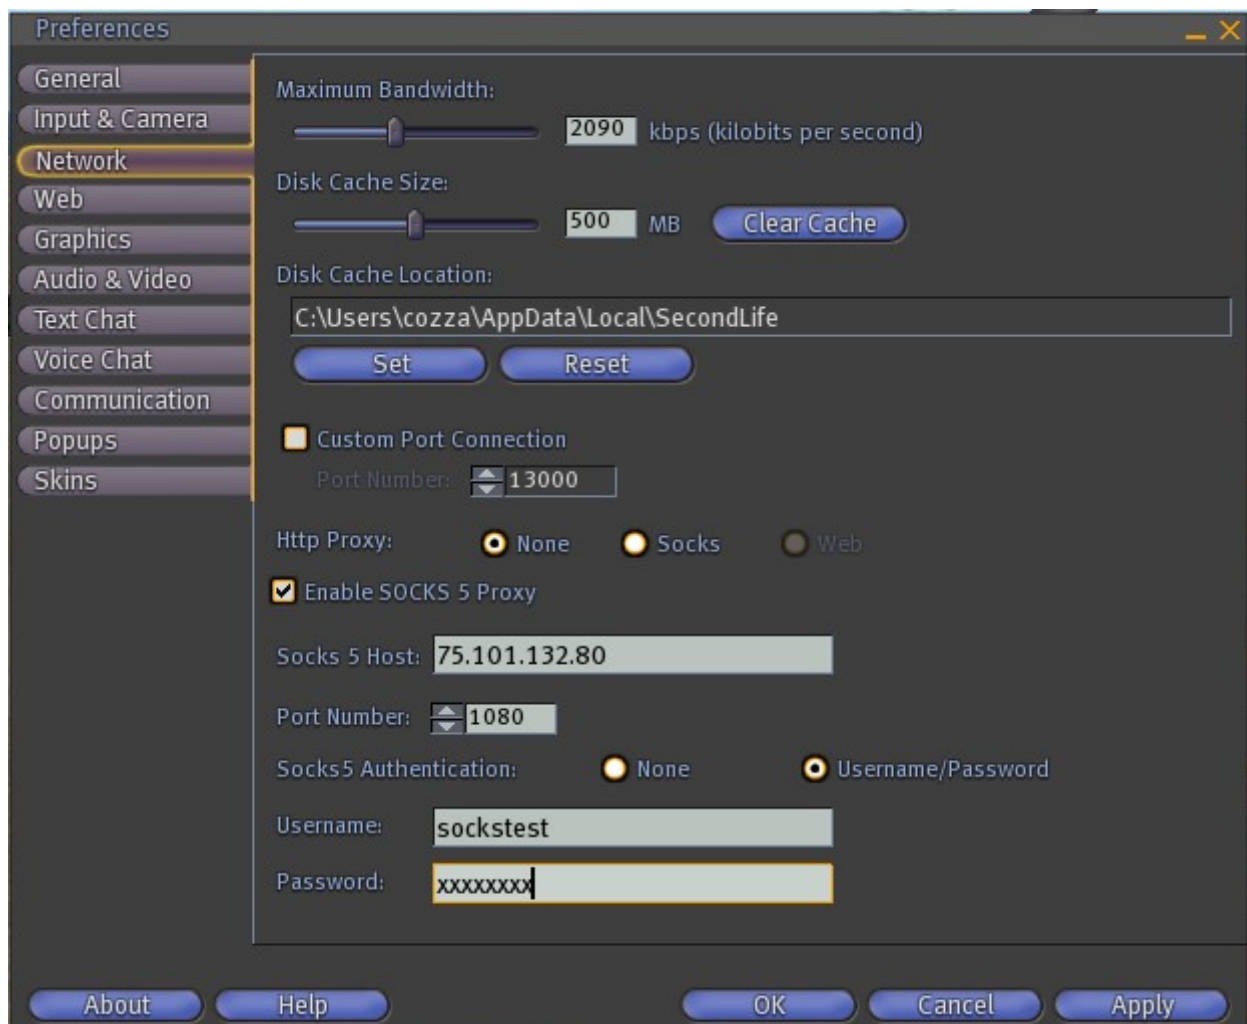 Preferences
General
Input & Camera
Network
Web
Graphics
Audio & Video
Text Chat
Voice Chat
Communication
Popups
Skins
Maximum Bandwidth:
2090 kbps (kilobits per second)
Disk Cache Size:
500 MB Clear Cache
Disk Cache Location:
C:\Users\cozza\AppData\Local\SecondLife
Set Reset
Custom Port Connection
Port Number: 13000
Http Proxy: None Socks Web
Enable SOCKS 5 Proxy
Socks 5 Host: 75.101.132.80
Port Number: 1080
Socks5 Authentication: None Username/Password
Username: sockstest
Password: xxxxxxxx
About Help OK Cancel Apply